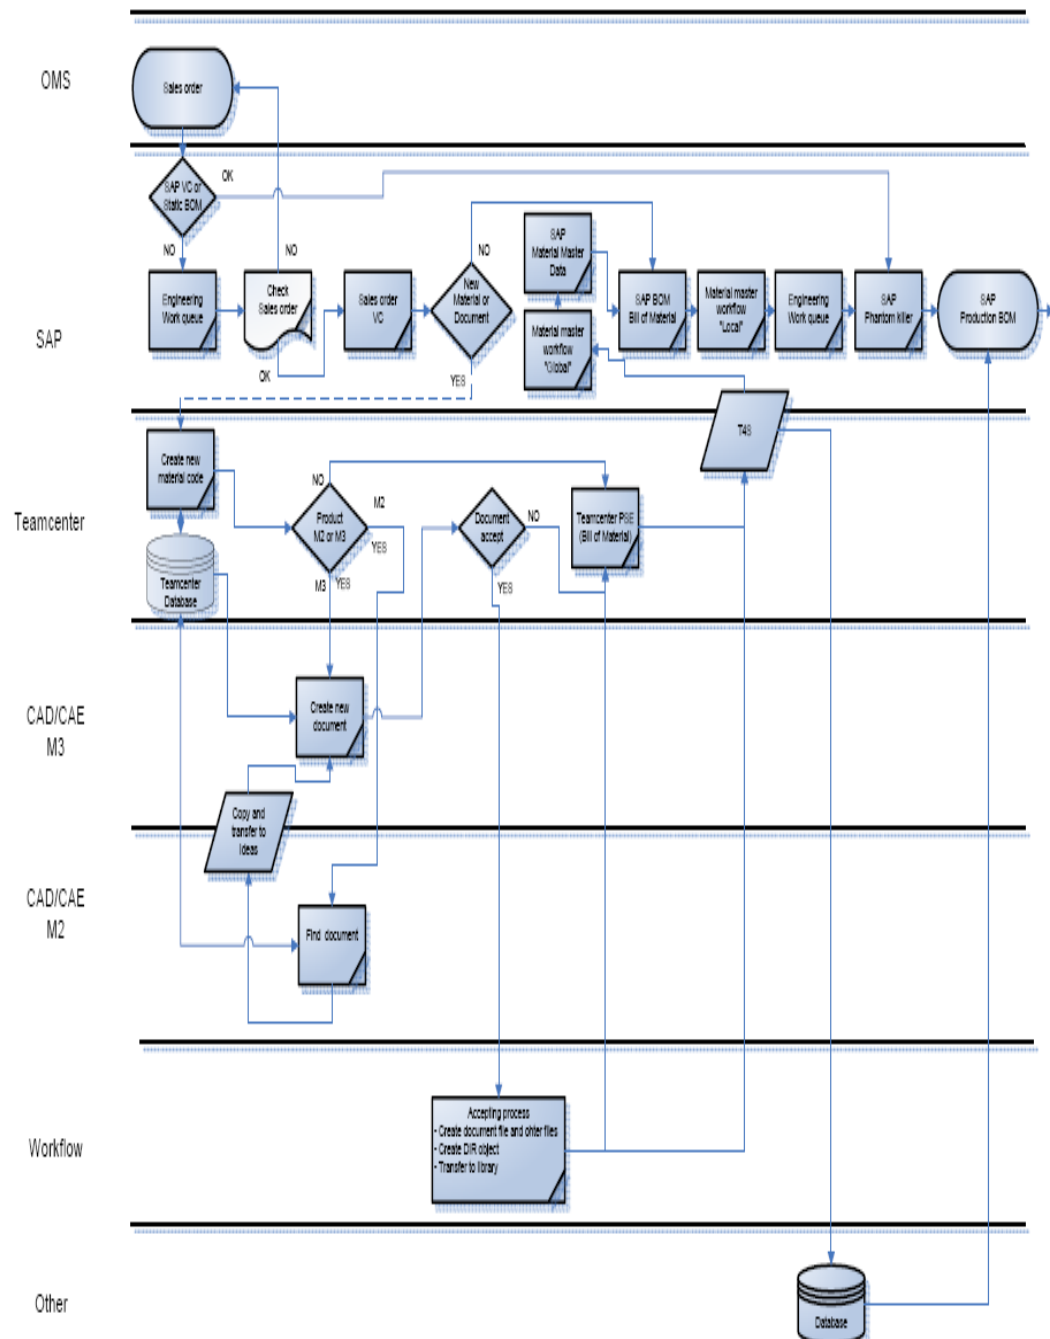 OMS
Sales order
SAP VC or
Static BOM
OK
NO
NO
Engineering
Work queue
Check
Sales order
OK
Sales order
VC
New
Material or
Document
NO
YES
SAP
Material Master
Data
Material master
workflow
"Global"
SAP BOM
Bill of Material
Material master
workflow
"Local"
Engineering
Work queue
SAP
Phantom killer
SAP
Production BOM
SAP
T4S
Teamcenter
Create new
material code
Teamcenter
Database
NO
Product
M2 or M3
M2
YES
M3
YES
Document
accept
NO
YES
Teamcenter PSE
(Bill of Material)
CAD/CAE
M3
Create new
document
Copy and
transfer to
Ideas
CAD/CAE
M2
Find document
Workflow
Accepting process
- Create document file and ohter files
- Create DIR object
- Transfer to library
Other
Database